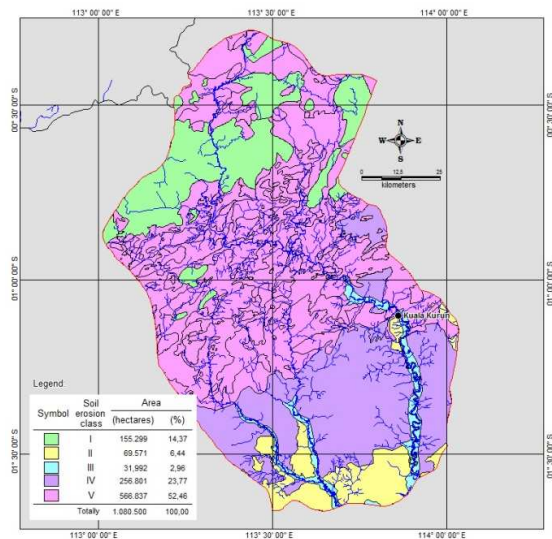 113° 00' 00" E 113° 30' 00" E 114° 00' 00" E
00° 30' 00" S 00° 30' 00" S
N
W E
S
0 12,5 25
kilometers
01° 00' 00" S 01° 00' 00" S
Kuala Kurun
Legend
Symbol Soil erosion class Area
(hectares) (%)
I 155.299 14,37
II 69.571 6,44
III 31,992 2,96
IV 256.801 23,77
V 566.837 52,46
Totally 1.080.500 100,00
01° 30' 00" S 01° 30' 00" S
113° 00' 00" E 113° 30' 00" E 114° 00' 00" E